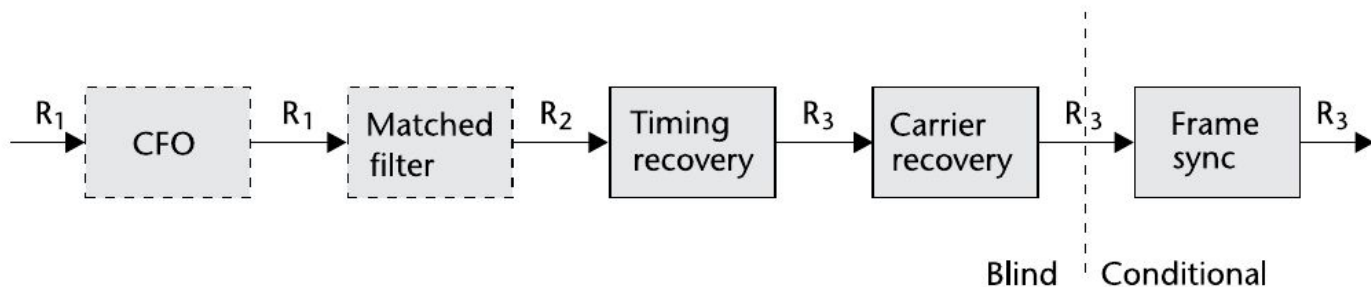 R1
CFO
R1
Matched
filter
R2
Timing
recovery
R3
Carrier
recovery
R3
Frame
sync
R3
Blind
Conditional